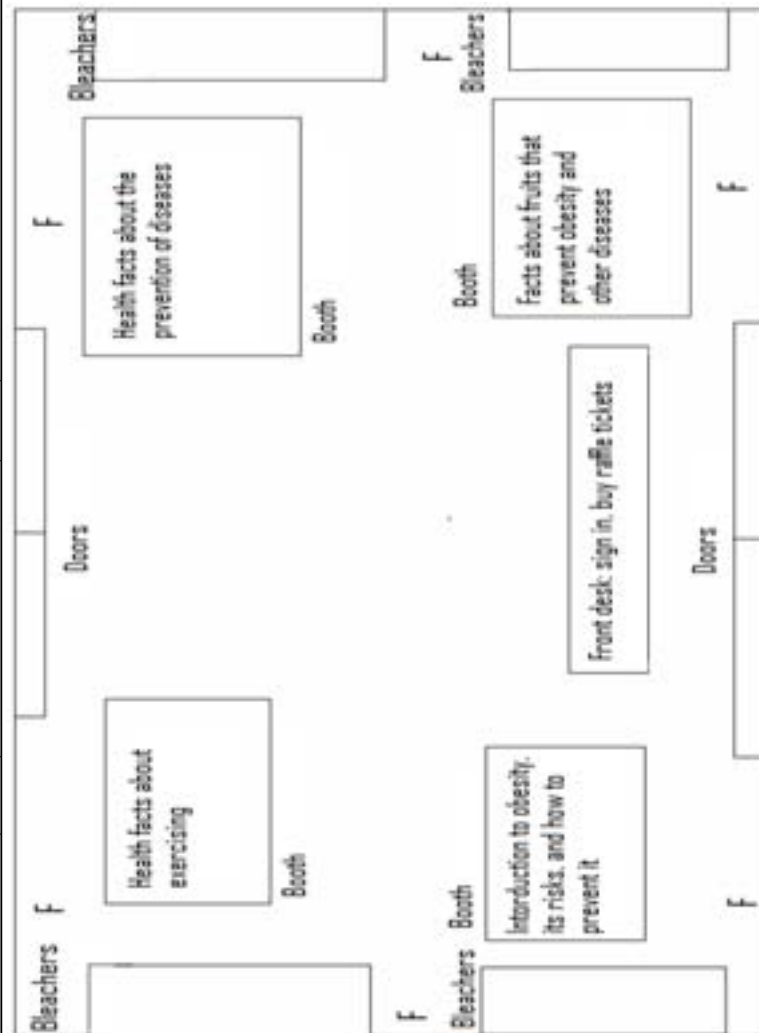 Bleachers
F
F
Doors
Bleachers
Health facts about
exercising
Health facts about the
prevention of diseases
Booth
Booth
F
F
Bleachers
Booth
Booth
Bleachers
Intorduction to obesity,
its risks, and how to
prevent it
Facts about fruits that
prevent obesity and
other diseases
Front desk: sign in, buy raffle tickets
Doors
F
F